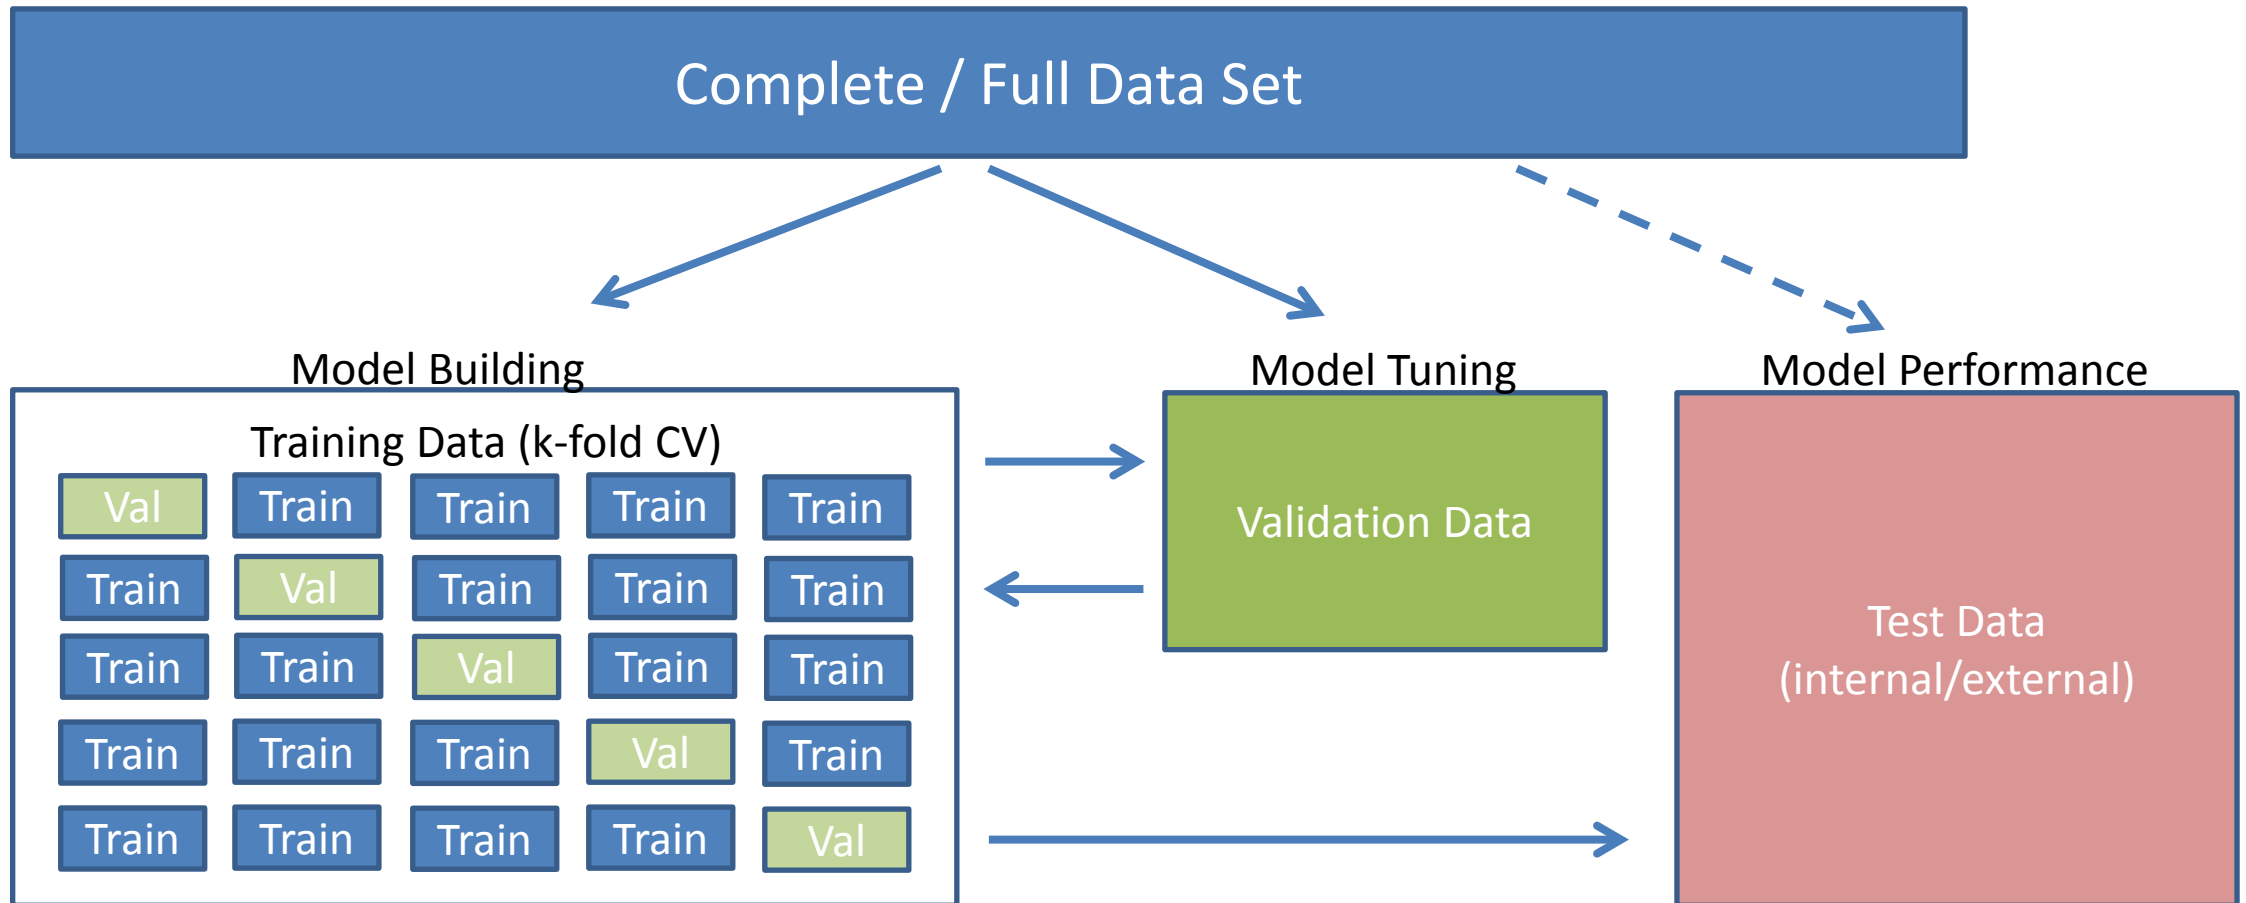 Complete / Full Data Set
Model Building
Training Data (k-fold CV)
Val Train Train Train Train
Train Val Train Train Train
Train Train Val Train Train
Train Train Train Val Train
Train Train Train Train Val
Model Tuning
Validation Data
Model Performance
Test Data
(internal/external)